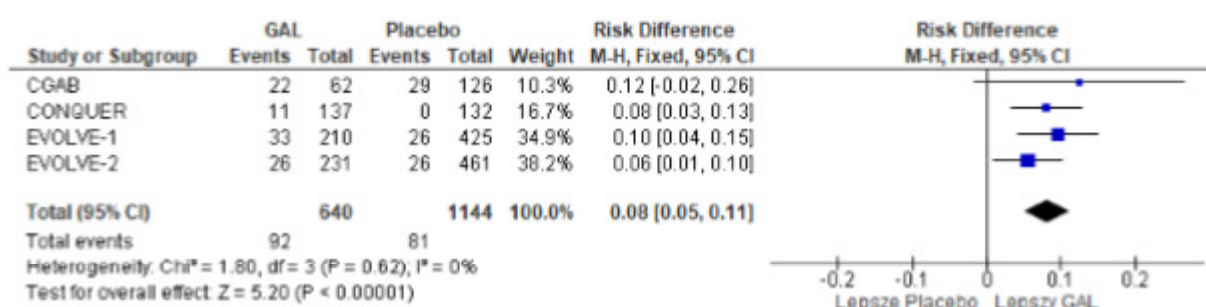 GAL Placebo Risk Difference Risk Difference
Study or Subgroup Events Total Events Total Weight M-H, Fixed, 95% CI M-H, Fixed, 95% CI
CGAB 22 62 29 126 10.3% 0.12 [-0.02, 0.26]
CONQUER 11 137 0 132 16.7% 0.08 [0.03, 0.13]
EVOLVE-1 33 210 26 425 34.9% 0.10 [0.04, 0.15]
EVOLVE-2 26 231 26 461 38.2% 0.06 [0.01, 0.10]
Total (95% CI) 640 1144 100.0% 0.08 [0.05, 0.11]
Total events 92 81
Heterogeneity: Chi² = 1.80, df = 3 (P = 0.62); I² = 0%
Test for overall effect: Z = 5.20 (P < 0.00001)
-0.2 -0.1 0 0.1 0.2
Lepsze Placebo Lepszy GAL